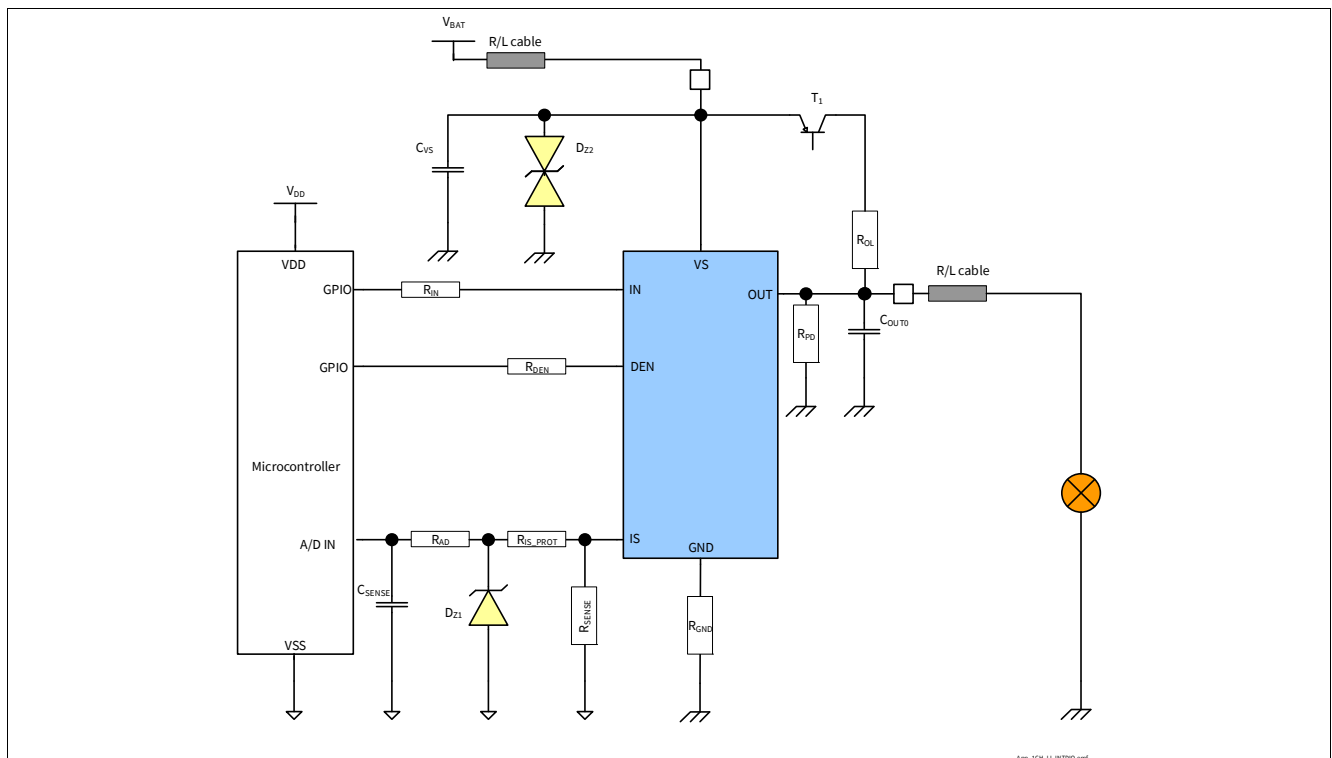 VBAT
R/L cable
T1
CVS
DZ2
VDD
VDD
VS
ROL
GPIO
RIN
IN
OUT
R/L cable
RPD
COUT0
GPIO
RDEN
DEN
Microcontroller
A/D IN
RAD
RIS_PROT
IS
GND
CSENSE
DZ1
RSENSE
RGND
VSS